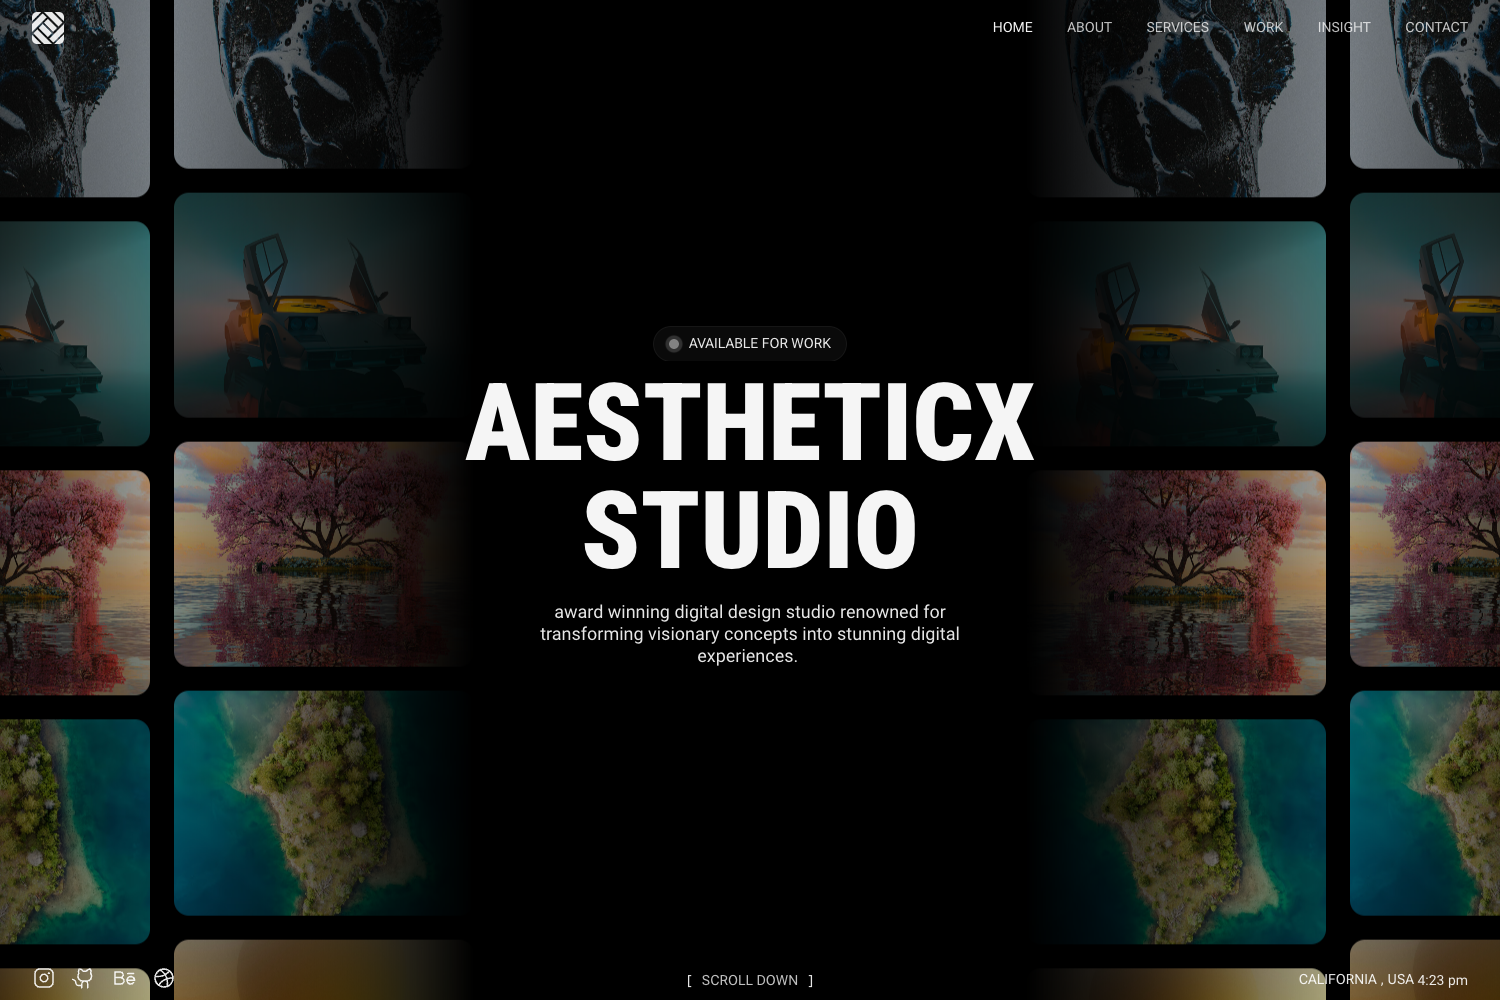 HOME ABOUT SERVICES WORK INSIGHT CONTACT
AVAILABLE FOR WORK
AESTHETICX
STUDIO
award winning digital design studio renowned for
transforming visionary concepts into stunning digital
experiences.
Bē
[ SCROLL DOWN ]
CALIFORNIA , USA 4:23 pm